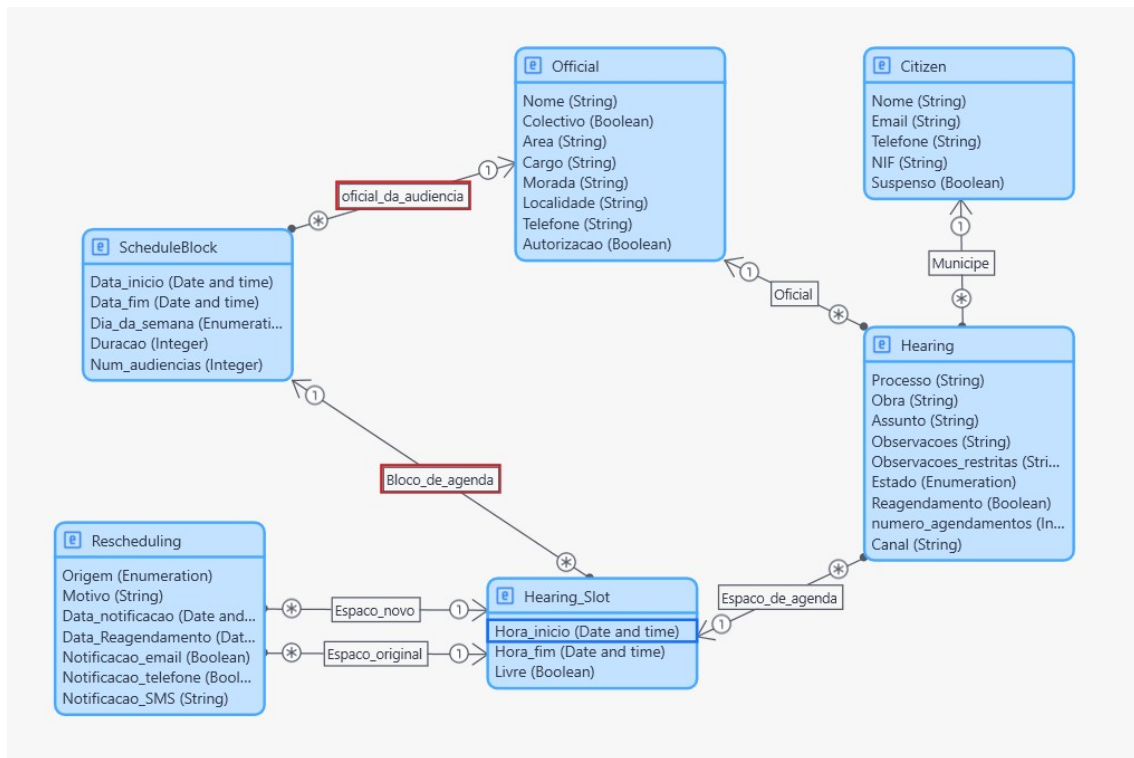 Official
Nome (String)
Colectivo (Boolean)
Area (String)
Cargo (String)
Morada (String)
Localidade (String)
Telefone (String)
Autorizacao (Boolean)
Citizen
Nome (String)
Email (String)
Telefone (String)
NIF (String)
Suspenso (Boolean)
1
oficial_da_audiencia
*
1
Municipe
*
ScheduleBlock
Data_inicio (Date and time)
Data_fim (Date and time)
Dia_da_semana (Enumerati...
Duracao (Integer)
Num_audiencias (Integer)
1
Oficial
*
Hearing
Processo (String)
Obra (String)
Assunto (String)
Observacoes (String)
Observacoes_restritas (Stri...
Estado (Enumeration)
Reagendamento (Boolean)
numero_agendamentos (In...
Canal (String)
1
Bloco_de_agenda
*
Rescheduling
Origem (Enumeration)
Motivo (String)
Data_notificacao (Date and...
Data_Reagendamento (Dat...
Notificacao_email (Boolean)
Notificacao_telefone (Bool...
Notificacao_SMS (String)
* Espaco_novo 1
* Espaco_original 1
Hearing_Slot
Hora_inicio (Date and time)
Hora_fim (Date and time)
Livre (Boolean)
*
Espaco_de_agenda
1